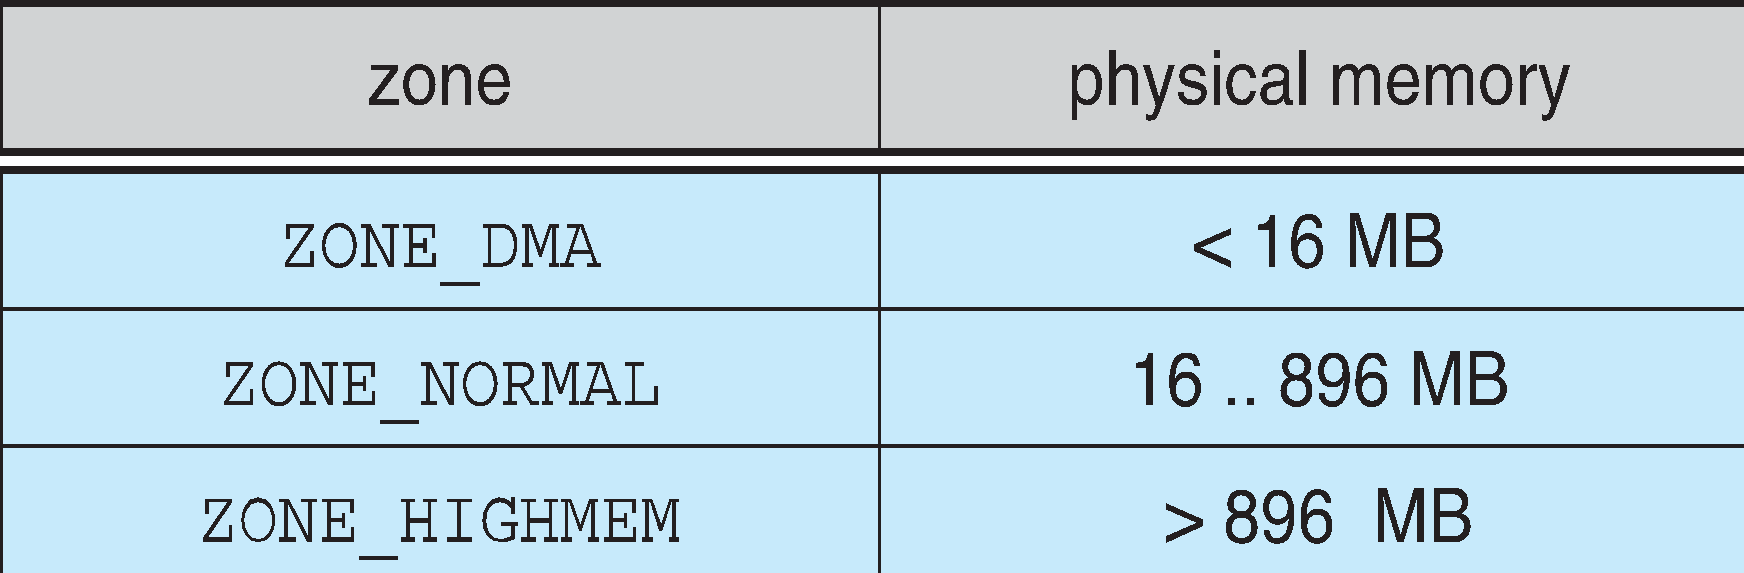 zone physical memory
ZONE_DMA < 16 MB
ZONE_NORMAL 16 .. 896 MB
ZONE_HIGHMEM > 896 MB